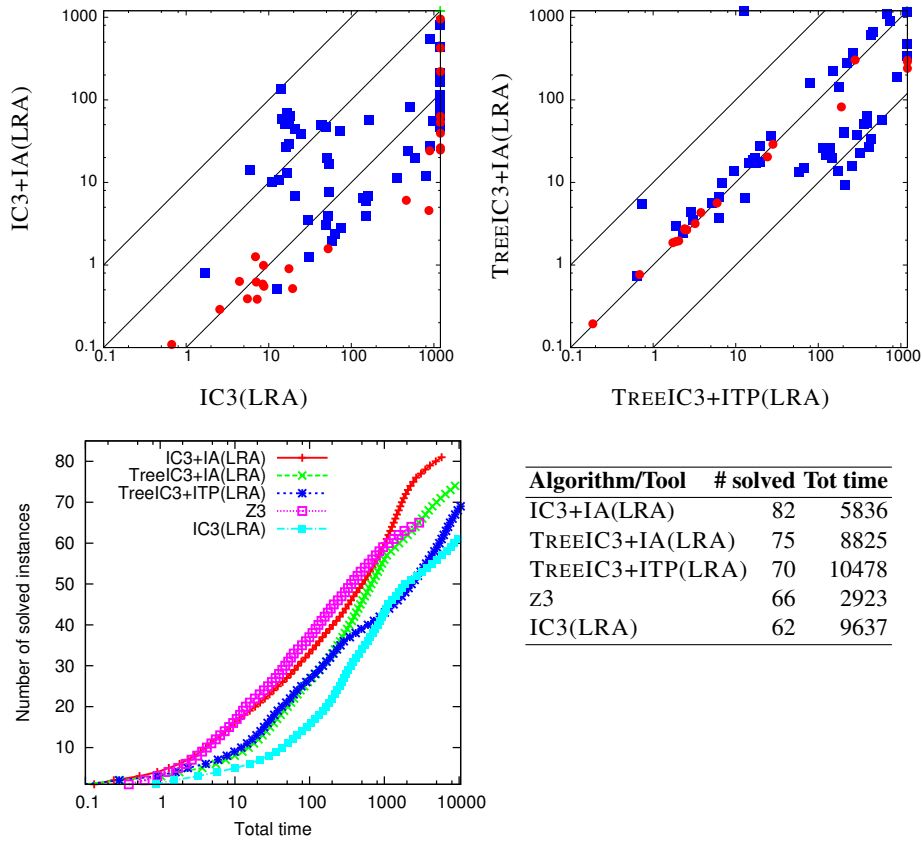 1000
100
10
1
0.1
IC3+IA(LRA)
0.1 1 10 100 1000
IC3(LRA)
1000
100
10
1
0.1
TREEIC3+IA(LRA)
0.1 1 10 100 1000
TREEIC3+ITP(LRA)
80
70
60
50
40
30
20
10
Number of solved instances
IC3+IA(LRA)
TreeIC3+IA(LRA)
TreeIC3+ITP(LRA)
Z3
IC3(LRA)
0.1 1 10 100 1000 10000
Total time
Algorithm/Tool # solved Tot time
IC3+IA(LRA) 82 5836
TREEIC3+IA(LRA) 75 8825
TREEIC3+ITP(LRA) 70 10478
Z3 66 2923
IC3(LRA) 62 9637